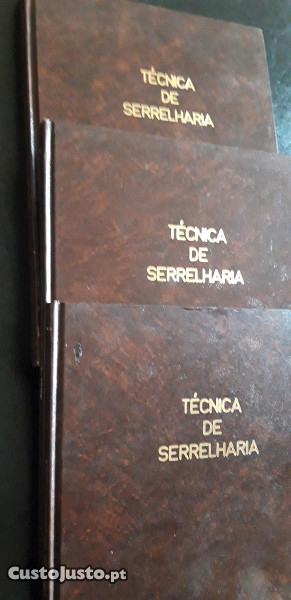 TÉCNICA
DE
SERRELHARIA
TÉCNICA
DE
SERRELHARIA
TÉCNICA
DE
SERRELHARIA
CustoJusto.pt